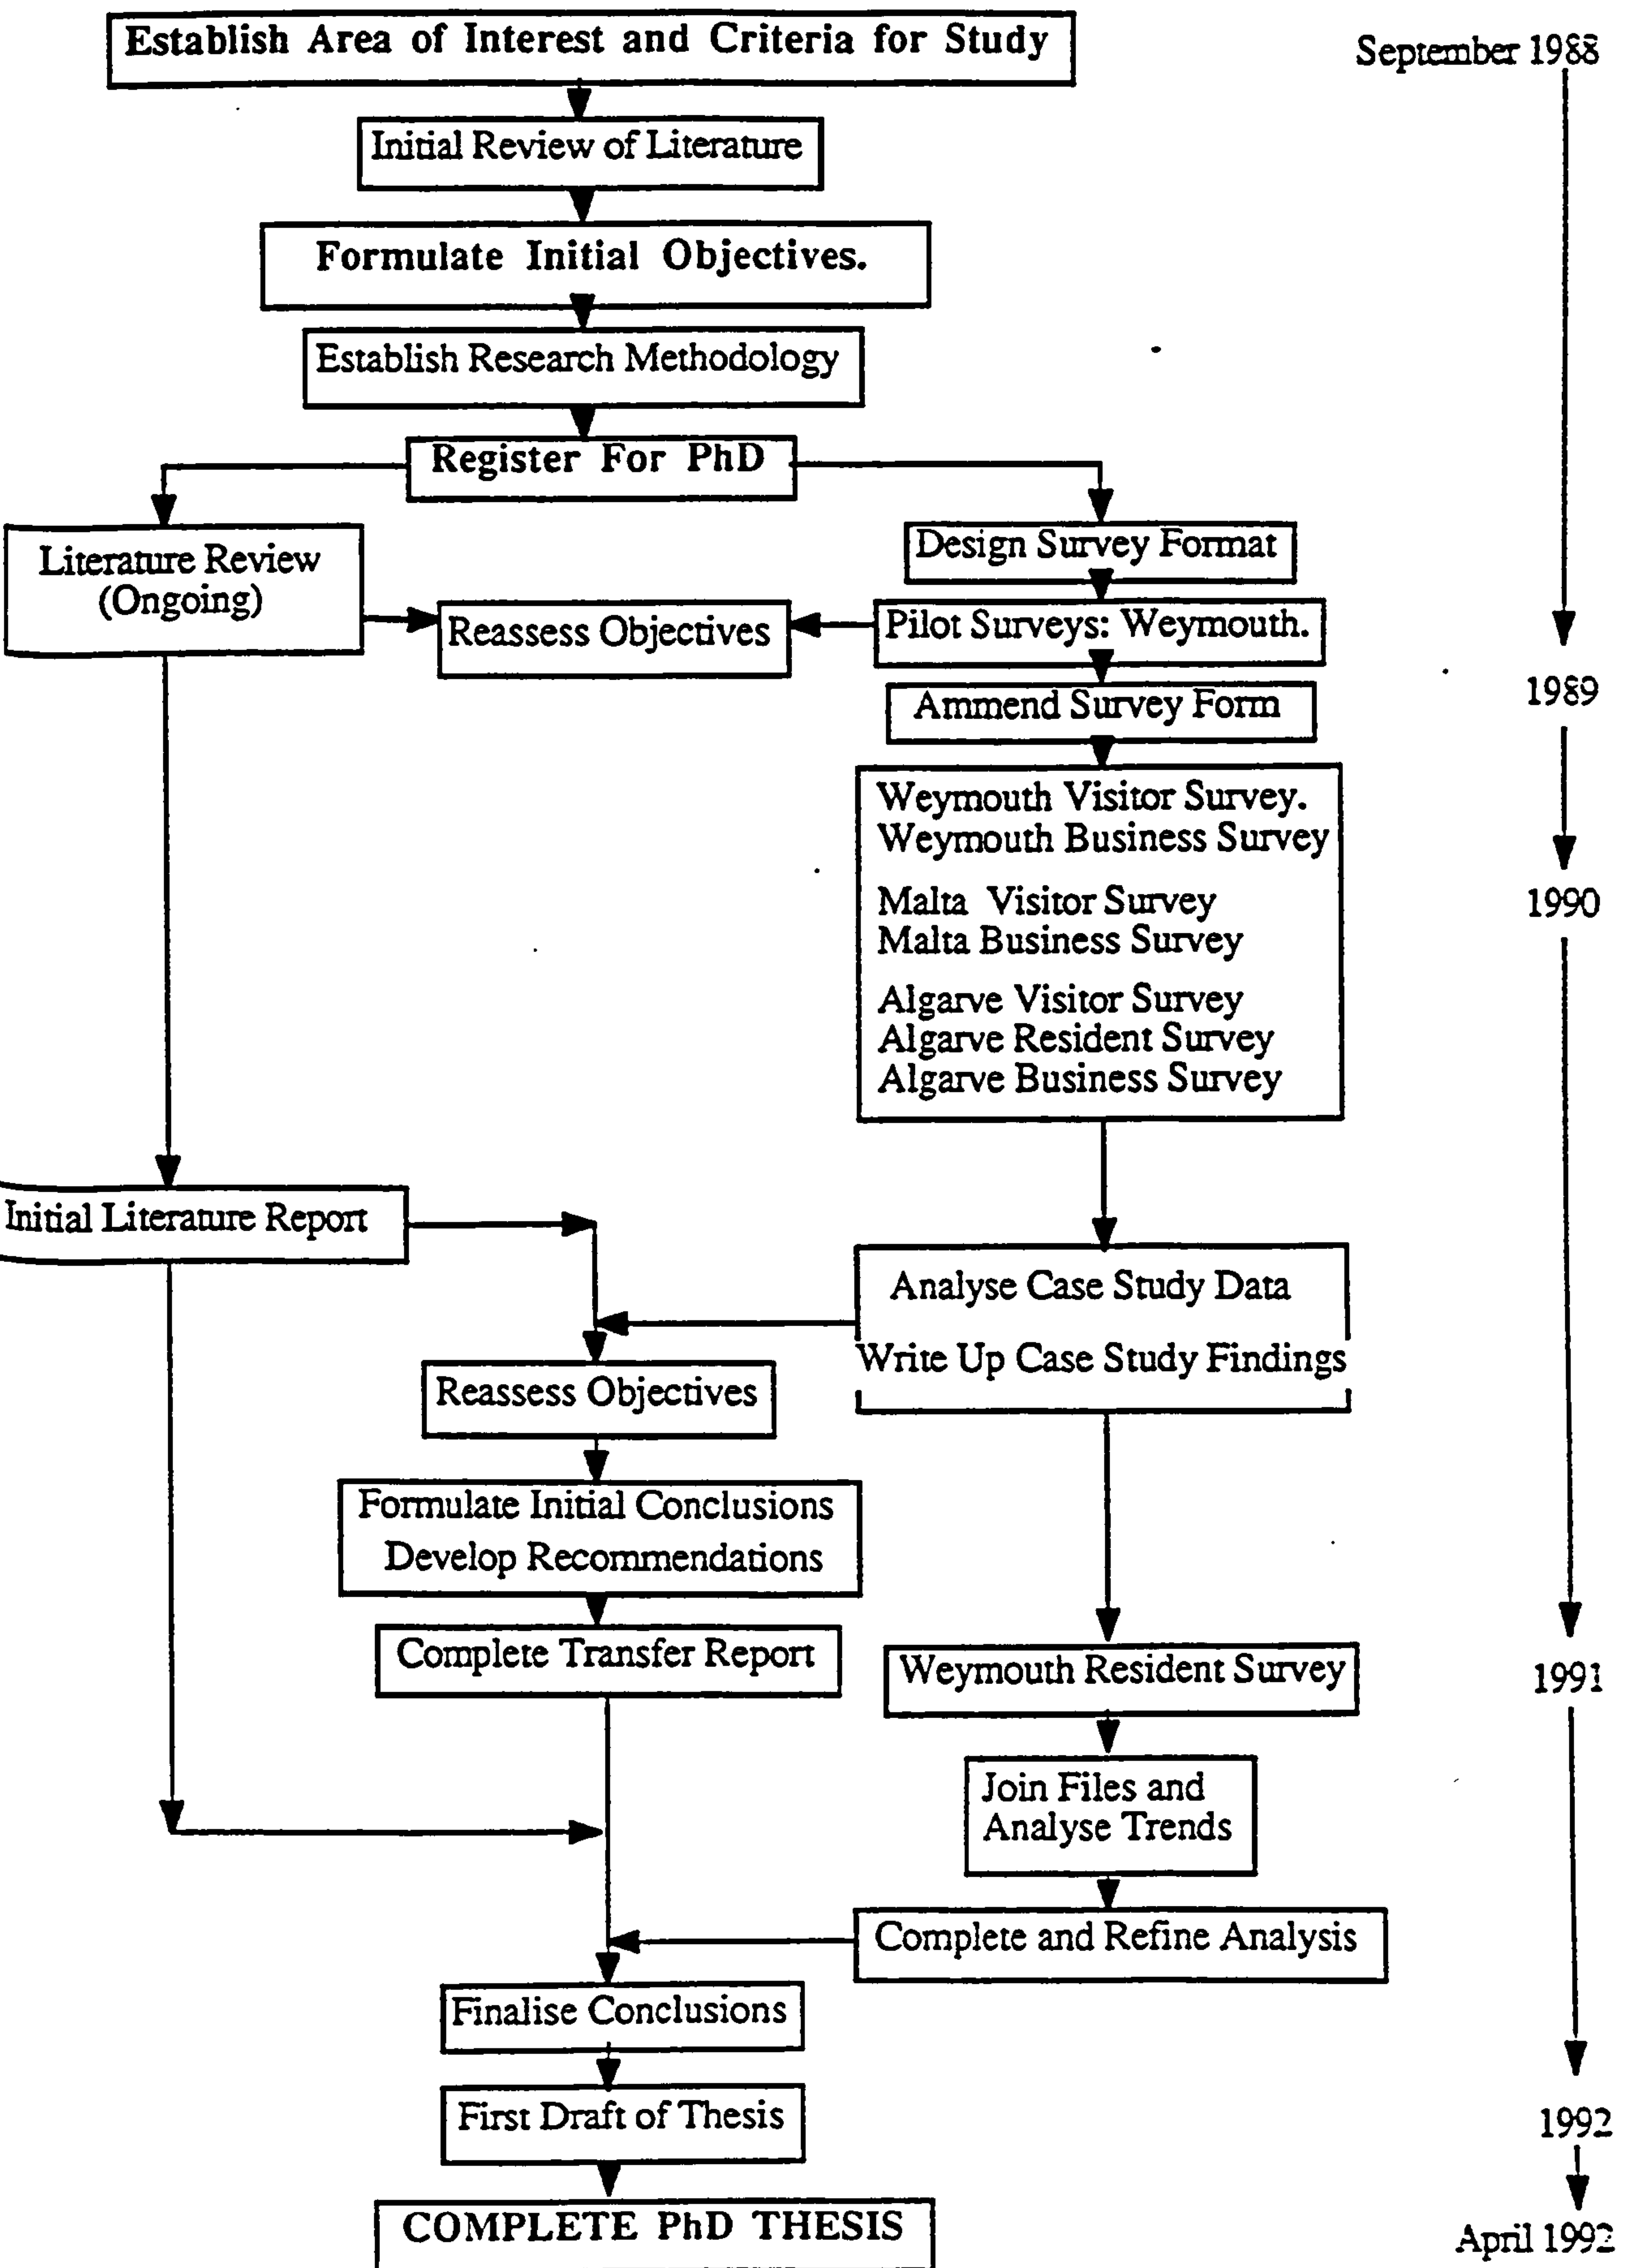 Establish Area of Interest and Criteria for Study
September 1988
Initial Review of Literature
Formulate Initial Objectives.
Establish Research Methodology
Register For PhD
Literature Review
(Ongoing)
Design Survey Format
Reassess Objectives
Pilot Surveys: Weymouth.
Ammend Survey Form
1989
Weymouth Visitor Survey.
Weymouth Business Survey
Malta Visitor Survey
Malta Business Survey
1990
Algarve Visitor Survey
Algarve Resident Survey
Algarve Business Survey
Initial Literature Report
Analyse Case Study Data
Write Up Case Study Findings
Reassess Objectives
Formulate Initial Conclusions
Develop Recommendations
Complete Transfer Report
Weymouth Resident Survey
1991
Join Files and
Analyse Trends
Complete and Refine Analysis
Finalise Conclusions
First Draft of Thesis
1992
COMPLETE PhD THESIS
April 1992